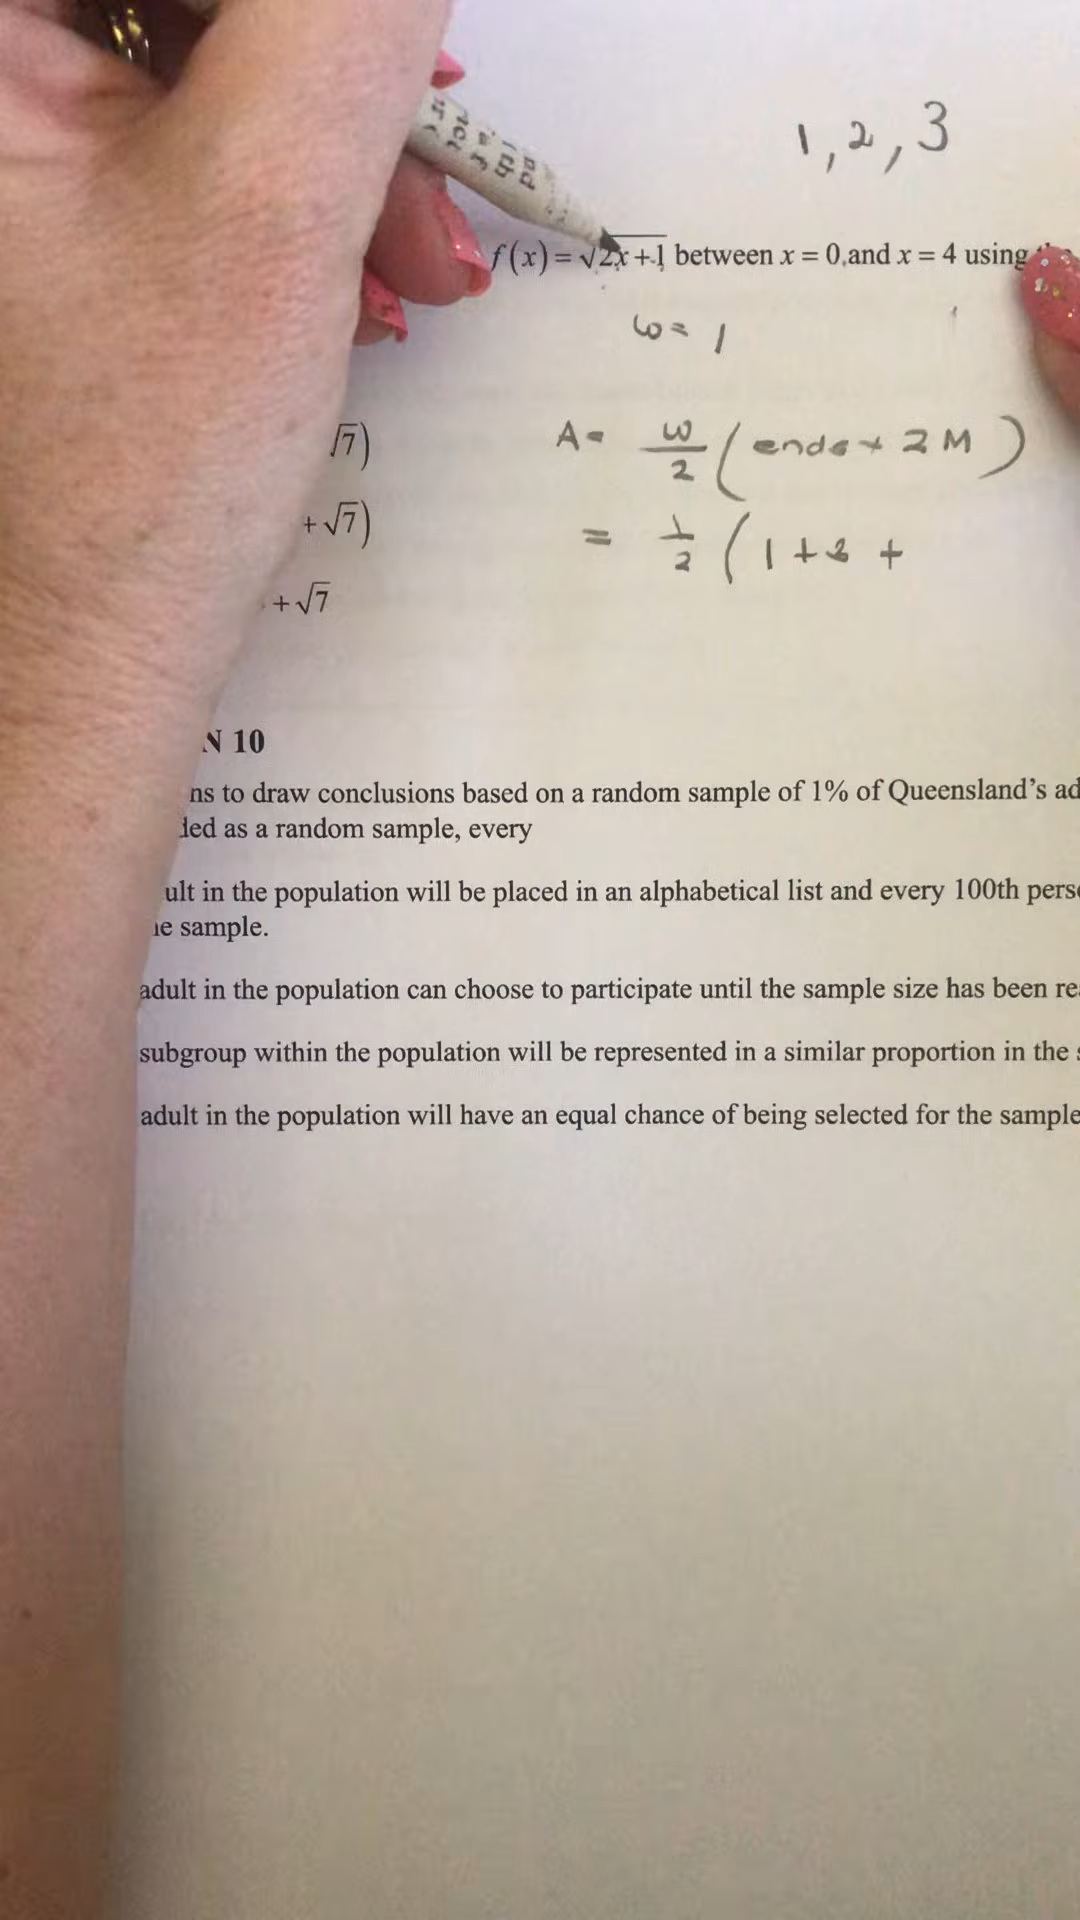 1, 2, 3
f(x) = √2x+1 between x = 0 and x = 4 using
w = 1
√7)
A = w/2 (ends + 2M)
+ √7)
= 1/2 (1 + 3 +
+ √7
N 10
ns to draw conclusions based on a random sample of 1% of Queensland's ad
ded as a random sample, every
ult in the population will be placed in an alphabetical list and every 100th pers
e sample.
adult in the population can choose to participate until the sample size has been re
subgroup within the population will be represented in a similar proportion in the
adult in the population will have an equal chance of being selected for the sample